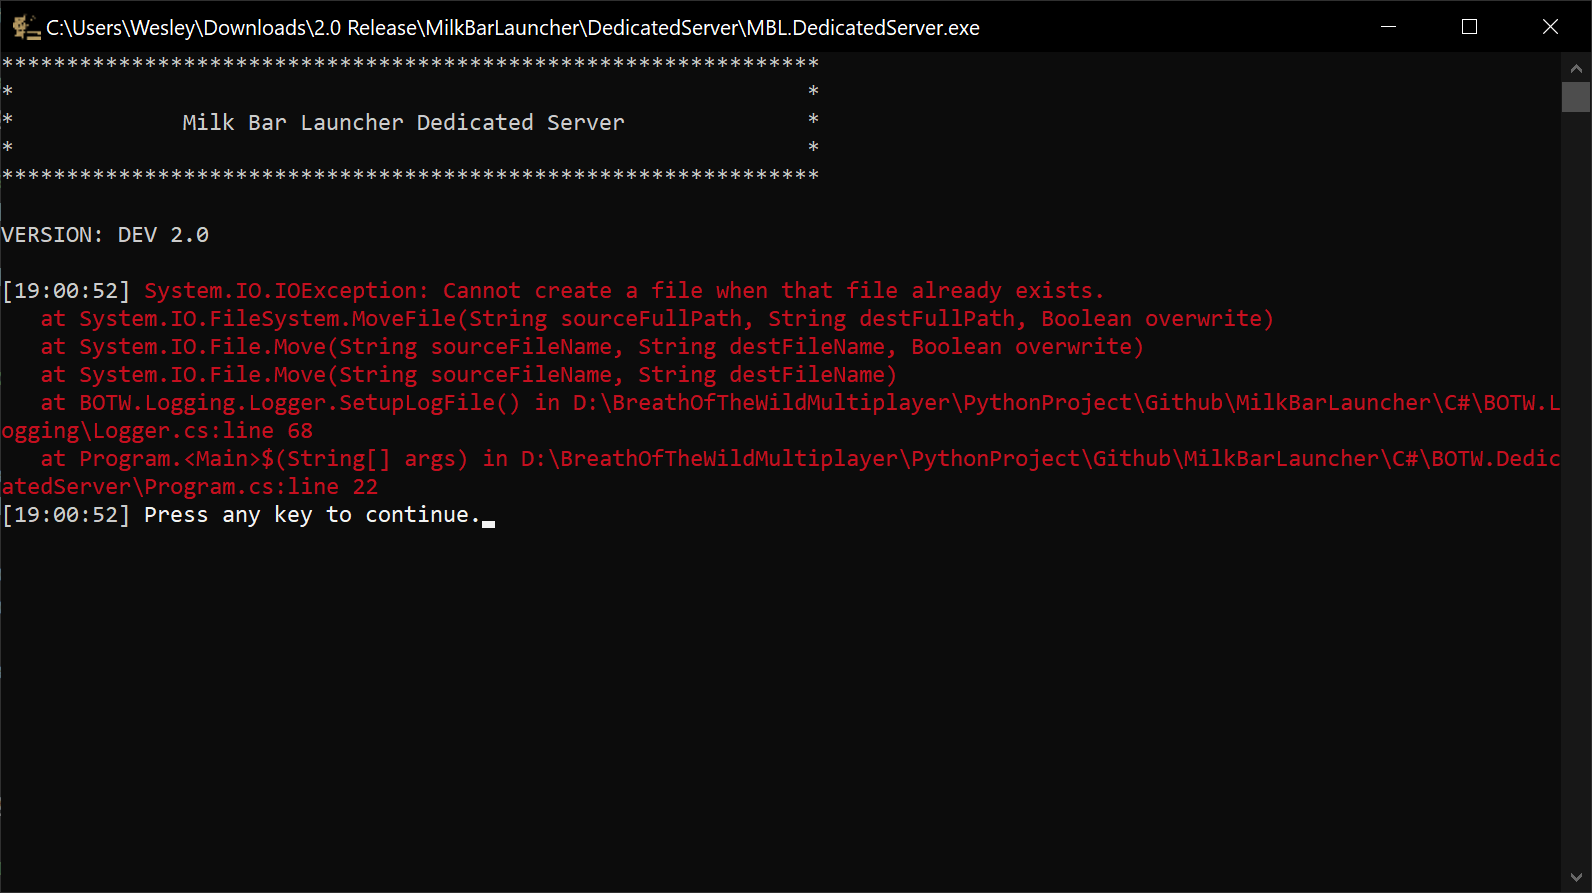 C:\Users\Wesley\Downloads\2.0 Release\MilkBarLauncher\DedicatedServer\MBL.DedicatedServer.exe
***************************************************************
*                                                             *
*             Milk Bar Launcher Dedicated Server              *
*                                                             *
***************************************************************
VERSION: DEV 2.0
[19:00:52] System.IO.IOException: Cannot create a file when that file already exists.
   at System.IO.FileSystem.MoveFile(String sourceFullPath, String destFullPath, Boolean overwrite)
   at System.IO.File.Move(String sourceFileName, String destFileName, Boolean overwrite)
   at System.IO.File.Move(String sourceFileName, String destFileName)
   at BOTW.Logging.Logger.SetupLogFile() in D:\BreathOfTheWildMultiplayer\PythonProject\Github\MilkBarLauncher\C#\BOTW.L
ogging\Logger.cs:line 68
   at Program.<Main>$(String[] args) in D:\BreathOfTheWildMultiplayer\PythonProject\Github\MilkBarLauncher\C#\BOTW.Dedic
atedServer\Program.cs:line 22
[19:00:52] Press any key to continue.